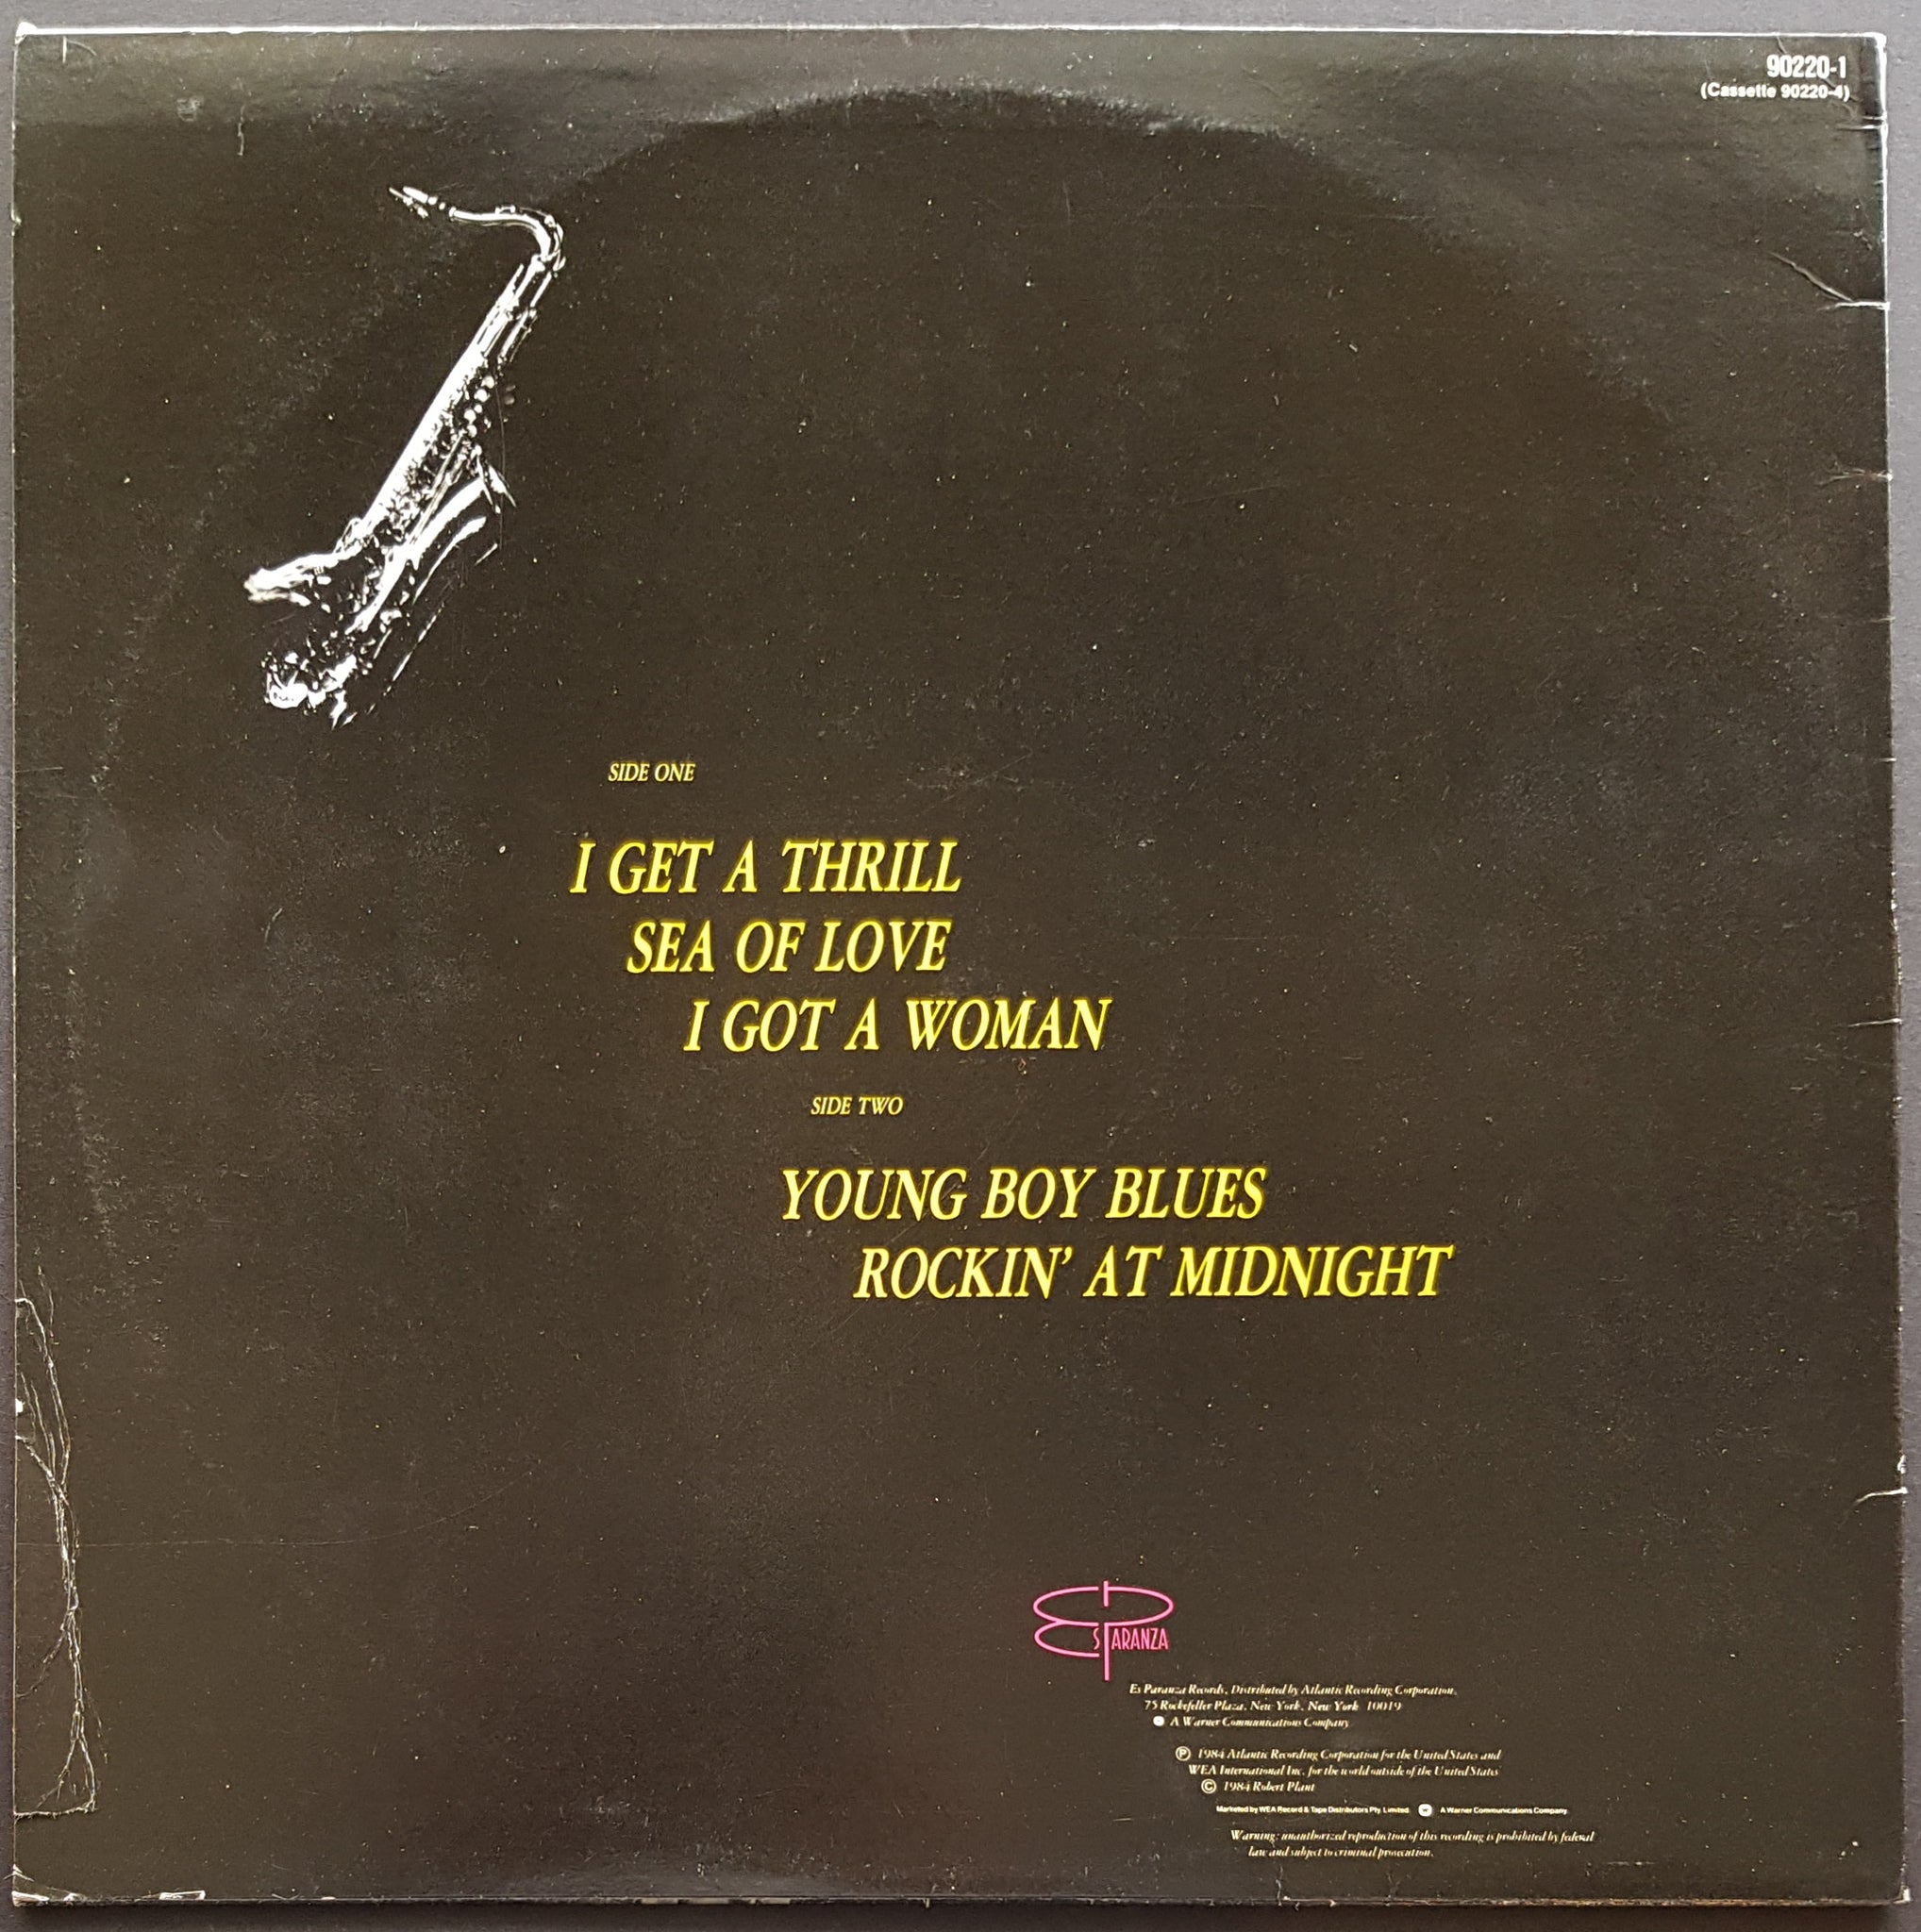 90220-1
(Cassette 90220-4)
SIDE ONE
I GET A THRILL
SEA OF LOVE
I GOT A WOMAN
SIDE TWO
YOUNG BOY BLUES
ROCKIN' AT MIDNIGHT
ESPARANZA
Es Paranza Records, Distributed by Atlantic Recording Corporation,
75 Rockefeller Plaza, New York, New York 10019
A Warner Communications Company
℗ 1984 Atlantic Recording Corporation for the United States and
WEA International Inc. for the world outside of the United States
© 1984 Robert Plant
Marketed by WEA Record & Tape Distributors Pty. Limited. A Warner Communications Company.
Warning: unauthorized reproduction of this recording is prohibited by federal
law and subject to criminal prosecution.